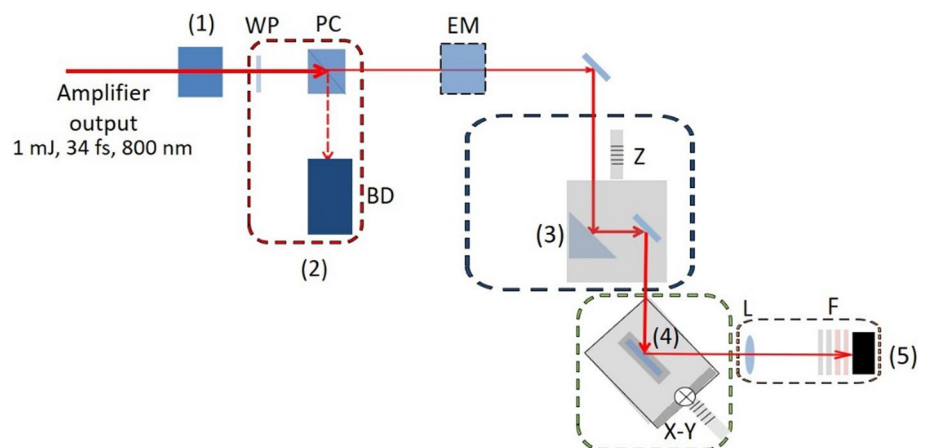 (1)
WP
PC
EM
Amplifier
output
1 mJ, 34 fs, 800 nm
BD
(2)
Z
(3)
(4)
L
F
(5)
X-Y